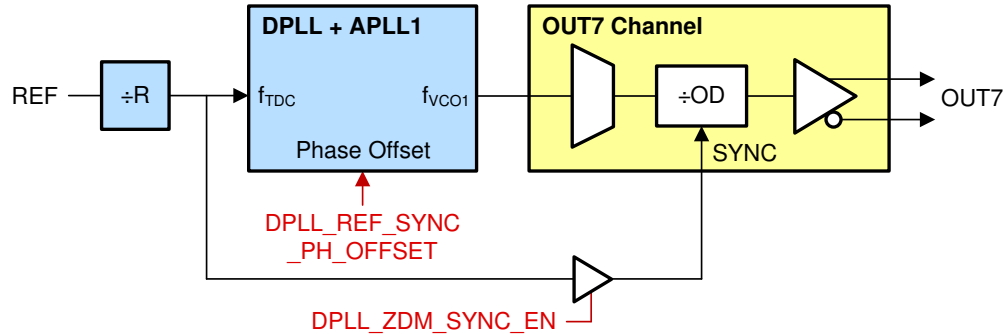 DPLL + APLL1
OUT7 Channel
REF
÷R
fTDC
fVCO1
÷OD
OUT7
Phase Offset
SYNC
DPLL_REF_SYNC
_PH_OFFSET
DPLL_ZDM_SYNC_EN